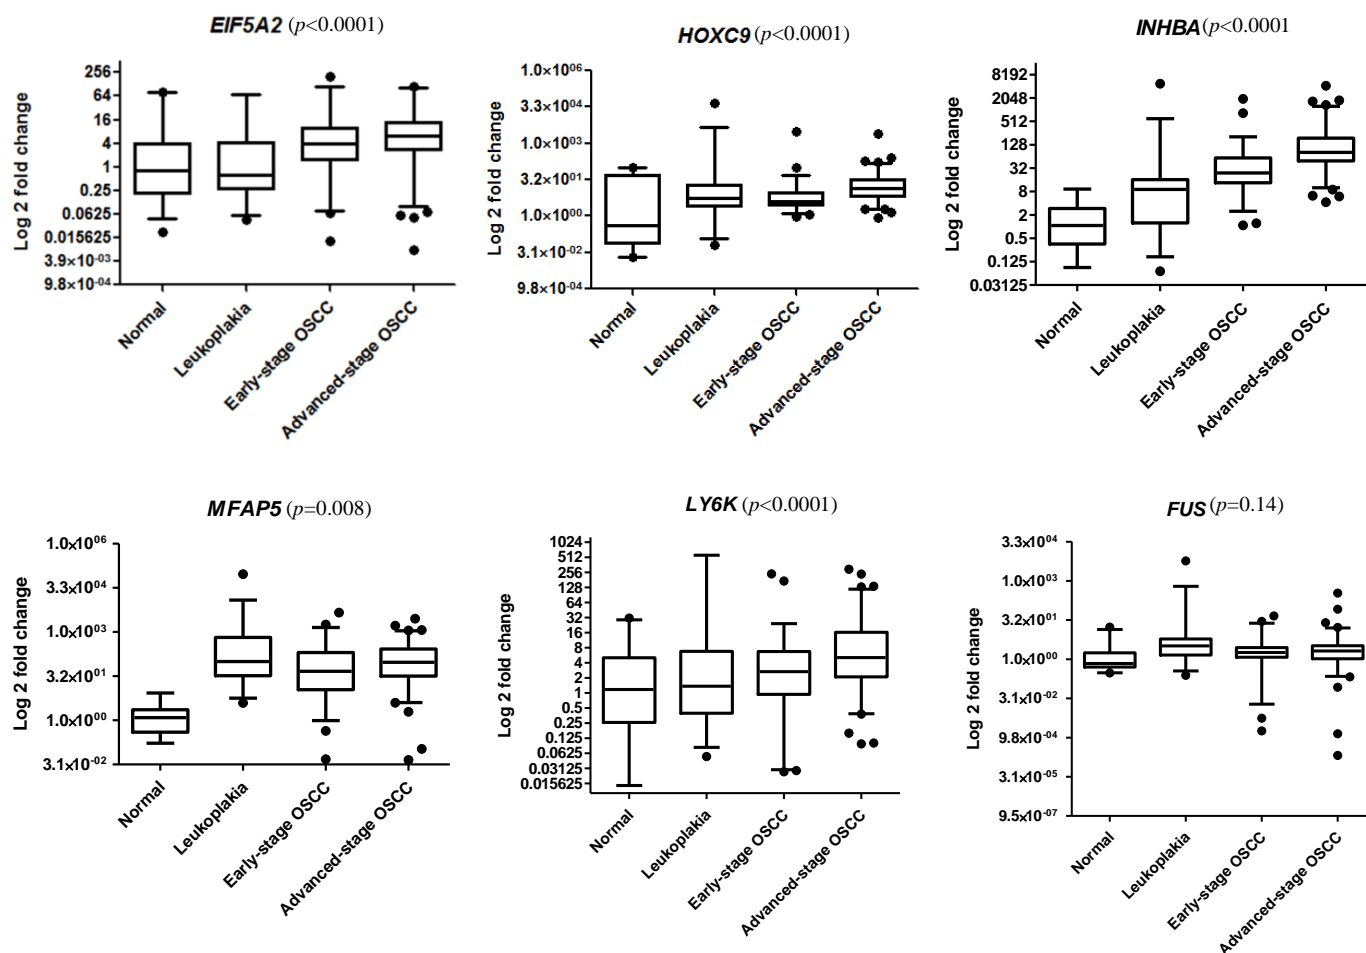 EIF5A2 (p<0.0001)
Log 2 fold change
256
64
16
4
1
0.25
0.0625
0.015625
3.9×10⁻⁰³
9.8×10⁻⁰⁴
Normal
Leukoplakia
Early-stage OSCC
Advanced-stage OSCC
HOXC9 (p<0.0001)
Log 2 fold change
1.0×10⁰⁶
3.3×10⁰⁴
1.0×10⁰³
3.2×10⁰¹
1.0×10⁰⁰
3.1×10⁻⁰²
9.8×10⁻⁰⁴
Normal
Leukoplakia
Early-stage OSCC
Advanced-stage OSCC
INHBA (p<0.0001
Log 2 fold change
8192
2048
512
128
32
8
2
0.5
0.125
0.03125
Normal
Leukoplakia
Early-stage OSCC
Advanced-stage OSCC
MFAP5 (p=0.008)
Log 2 fold change
1.0×10⁰⁶
3.3×10⁰⁴
1.0×10⁰³
3.2×10⁰¹
1.0×10⁰⁰
3.1×10⁻⁰²
Normal
Leukoplakia
Early-stage OSCC
Advanced-stage OSCC
LY6K (p<0.0001)
Log 2 fold change
1024
512
256
128
64
32
16
8
4
2
1
0.5
0.25
0.125
0.0625
0.03125
0.015625
Normal
Leukoplakia
Early-stage OSCC
Advanced-stage OSCC
FUS (p=0.14)
Log 2 fold change
3.3×10⁰⁴
1.0×10⁰³
3.2×10⁰¹
1.0×10⁰⁰
3.1×10⁻⁰²
9.8×10⁻⁰⁴
3.1×10⁻⁰⁵
9.5×10⁻⁰⁷
Normal
Leukoplakia
Early-stage OSCC
Advanced-stage OSCC